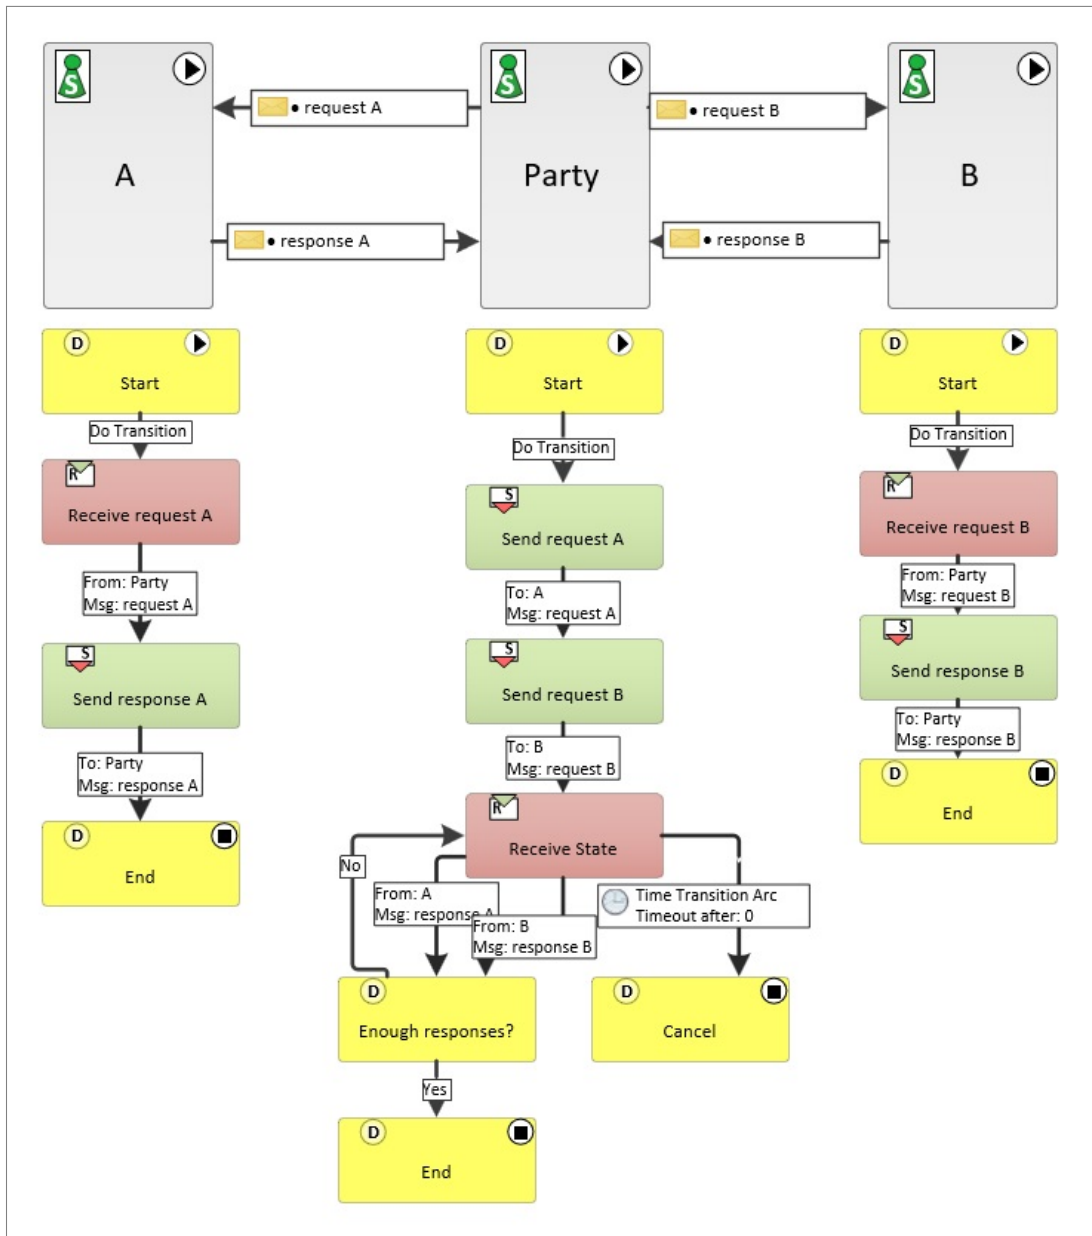 S
S
S
• request A
• request B
A
Party
B
• response A
• response B
D
Start
D
Start
D
Start
Do Transition
Do Transition
Do Transition
R
Receive request A
S
Send request A
R
Receive request B
From: Party
Msg: request A
To: A
Msg: request A
From: Party
Msg: request B
S
Send response A
S
Send request B
S
Send response B
To: Party
Msg: response A
To: B
Msg: request B
To: Party
Msg: response B
D
End
R
Receive State
D
End
No
From: A
Msg: response A
From: B
Msg: response B
Time Transition Arc
Timeout after: 0
D
Enough responses?
D
Cancel
Yes
D
End